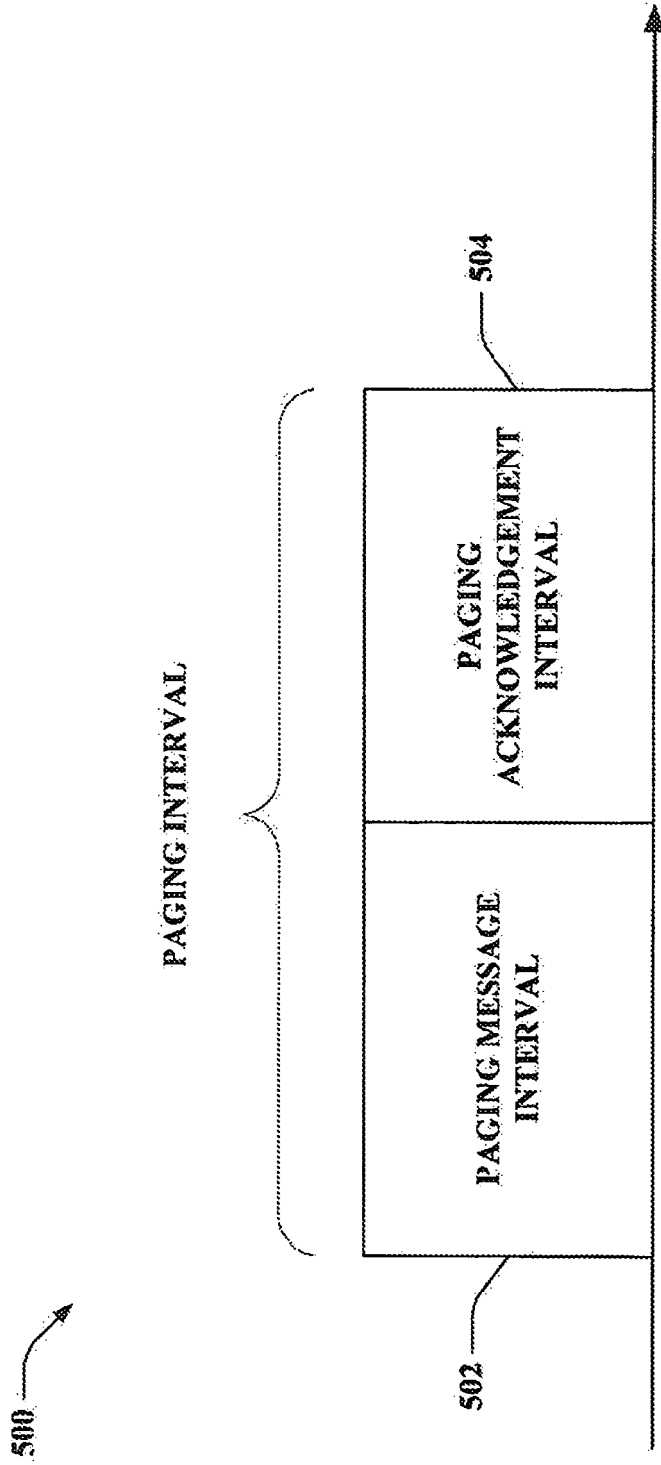 500
PAGING INTERVAL
502
PAGING MESSAGE
INTERVAL
PAGING
ACKNOWLEDGEMENT
INTERVAL
504